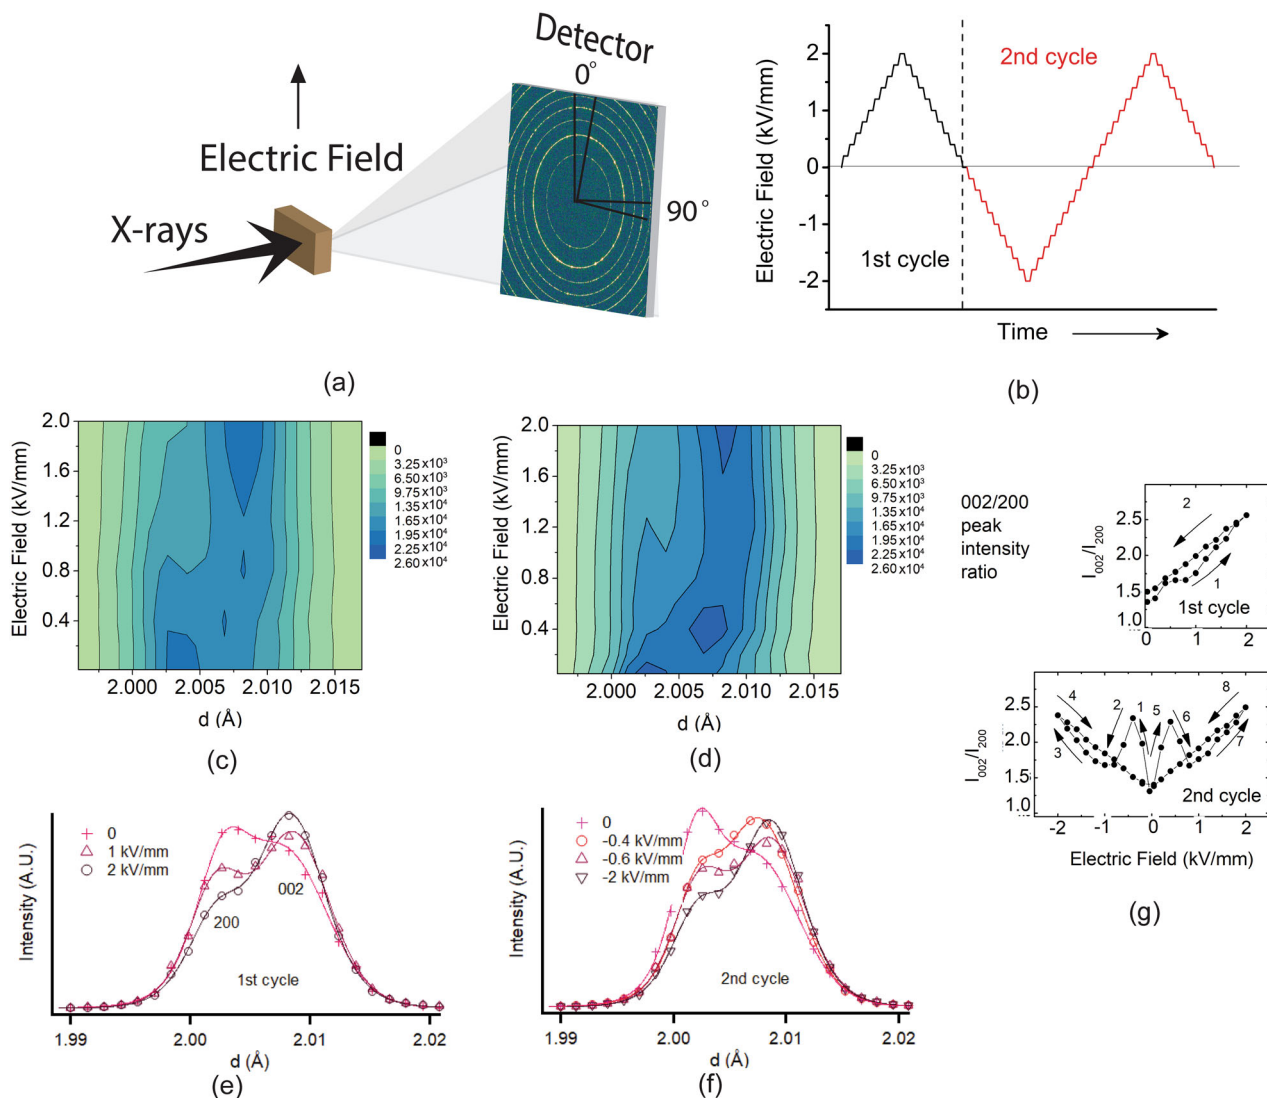 Detector
0°
Electric Field
X-rays
90°
(a)
Electric Field (kV/mm)
2
1
0
-1
-2
2nd cycle
1st cycle
Time
(b)
Electric Field (kV/mm)
2.0
1.6
1.2
0.8
0.4
2.000 2.005 2.010 2.015
d (Å)
0
3.25x10³
6.50x10³
9.75x10³
1.35x10⁴
1.65x10⁴
1.95x10⁴
2.25x10⁴
2.60x10⁴
(c)
Electric Field (kV/mm)
2.0
1.6
1.2
0.8
0.4
2.000 2.005 2.010 2.015
d (Å)
0
3.25x10³
6.50x10³
9.75x10³
1.35x10⁴
1.65x10⁴
1.95x10⁴
2.25x10⁴
2.60x10⁴
(d)
002/200
peak
intensity
ratio
I₀₀₂/I₂₀₀
2.5
2.0
1.5
1.0
2
1
1st cycle
0 1 2
I₀₀₂/I₂₀₀
2.5
2.0
1.5
1.0
4 2 1 5 6 8
3 7
2nd cycle
-2 -1 0 1 2
Electric Field (kV/mm)
(g)
Intensity (A.U.)
0
1 kV/mm
2 kV/mm
002
200
1st cycle
1.99 2.00 2.01 2.02
d (Å)
(e)
Intensity (A.U.)
0
-0.4 kV/mm
-0.6 kV/mm
-2 kV/mm
2nd cycle
1.99 2.00 2.01 2.02
d (Å)
(f)